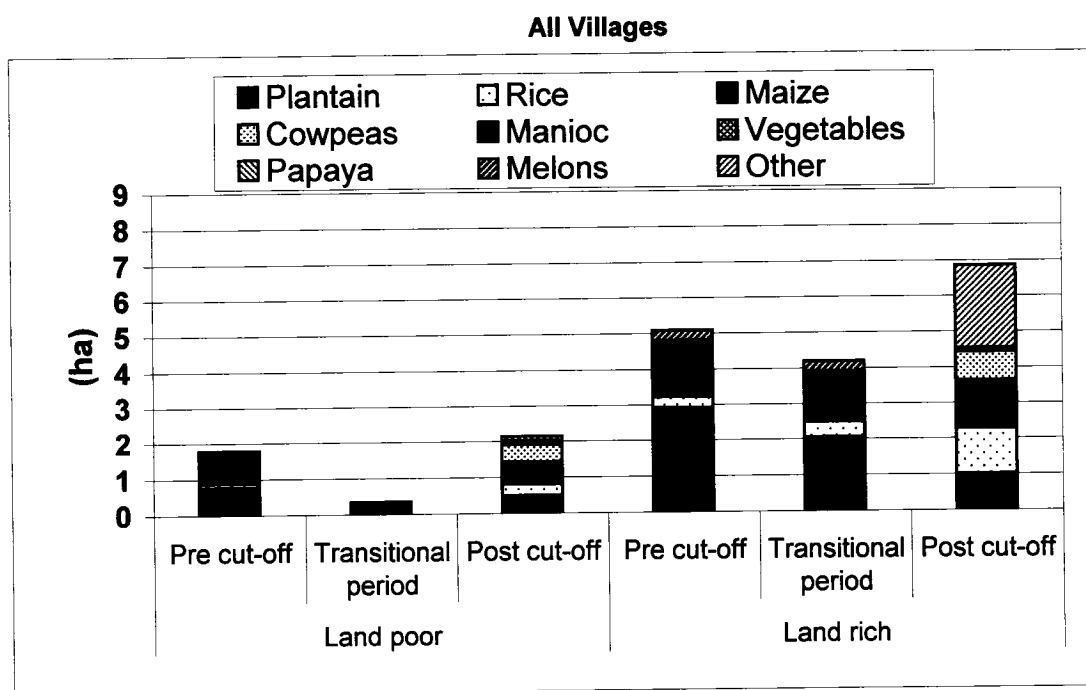 All Villages
Plantain Rice Maize
Cowpeas Manioc Vegetables
Papaya Melons Other
9
8
7
6
5
4
3
2
1
0
(ha)
Pre cut-off Transitional period Post cut-off Pre cut-off Transitional period Post cut-off
Land poor Land rich